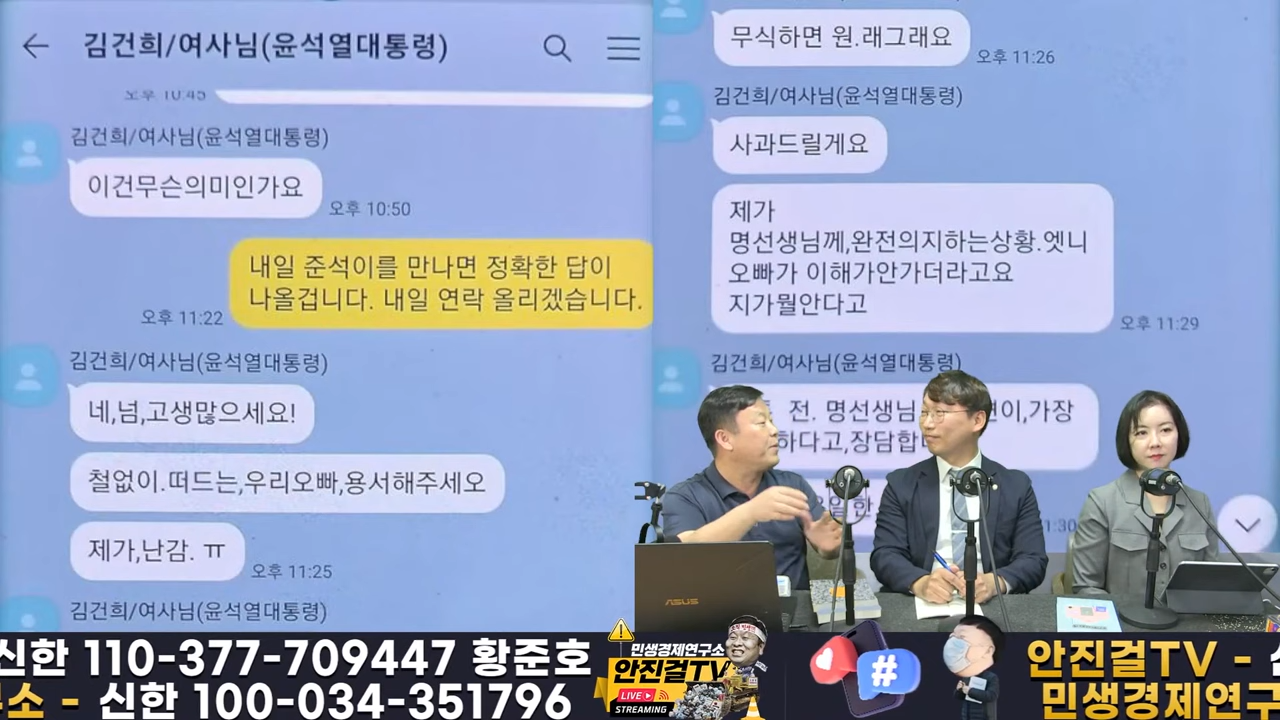 김건희/여사님(윤석열대통령)
오후 10:45
김건희/여사님(윤석열대통령)
이건무슨의미인가요
오후 10:50
내일 준석이를 만나면 정확한 답이
나올겁니다. 내일 연락 올리겠습니다.
오후 11:22
김건희/여사님(윤석열대통령)
네,넘,고생많으세요!
철없이.떠드는,우리오빠,용서해주세오
제가,난감. ㅠ
오후 11:25
김건희/여사님(윤석열대통령)
무식하면 원.래그래요
오후 11:26
김건희/여사님(윤석열대통령)
사과드릴게요
제가
명선생님께,완전의지하는상황.엣니
오빠가 이해가안가더라고요
지가뭘안다고
오후 11:29
김건희/여사님(윤석열대통령)
전. 명선생님
이,가장
하다고,장담합
ASUS
신한 110-377-709447 황준호
소 - 신한 100-034-351796
민생경제연구소
안진걸TV
LIVE
STREAMING
#
안진걸TV -
민생경제연구